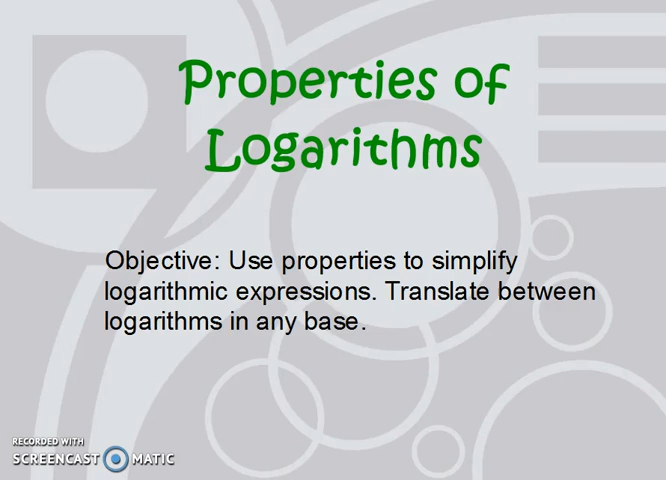 Properties of
Logarithms
Objective: Use properties to simplify
logarithmic expressions. Translate between
logarithms in any base.
RECORDED WITH
SCREENCAST MATIC